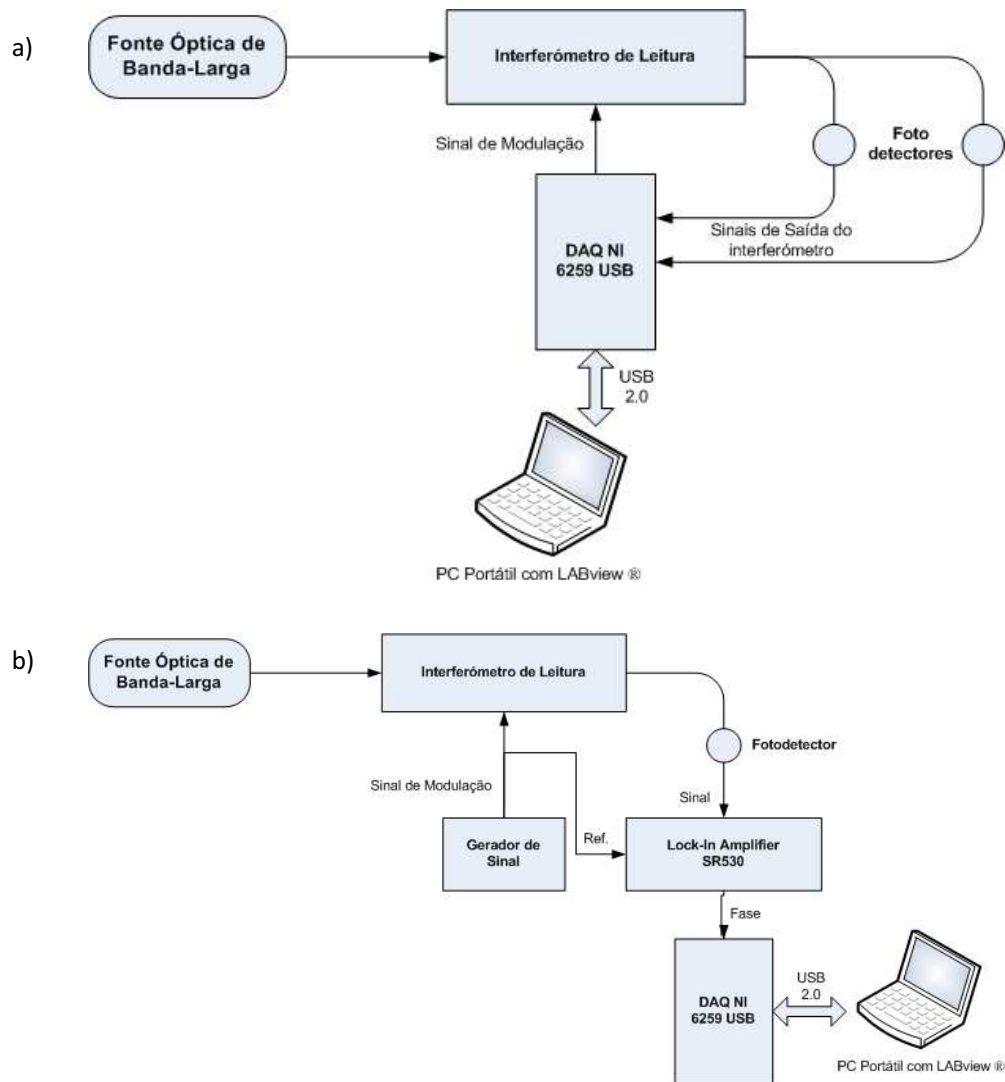 a)
Fonte Óptica de
Banda-Larga
Interferómetro de Leitura
Sinal de Modulação
Foto
detectores
Sinais de Saída do
interferómetro
DAQ NI
6259 USB
USB
2.0
PC Portátil com LABview ®
b)
Fonte Óptica de
Banda-Larga
Interferómetro de Leitura
Fotodetector
Sinal de Modulação
Sinal
Gerador de
Sinal
Ref.
Lock-In Amplifier
SR530
Fase
DAQ NI
6259 USB
USB
2.0
PC Portátil com LABview ®